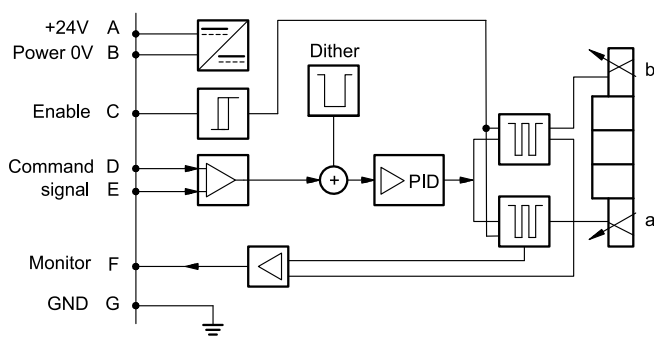 +24V A
Power 0V B
Dither
b
Enable C
Command D
signal E
+
PID
a
Monitor F
GND G